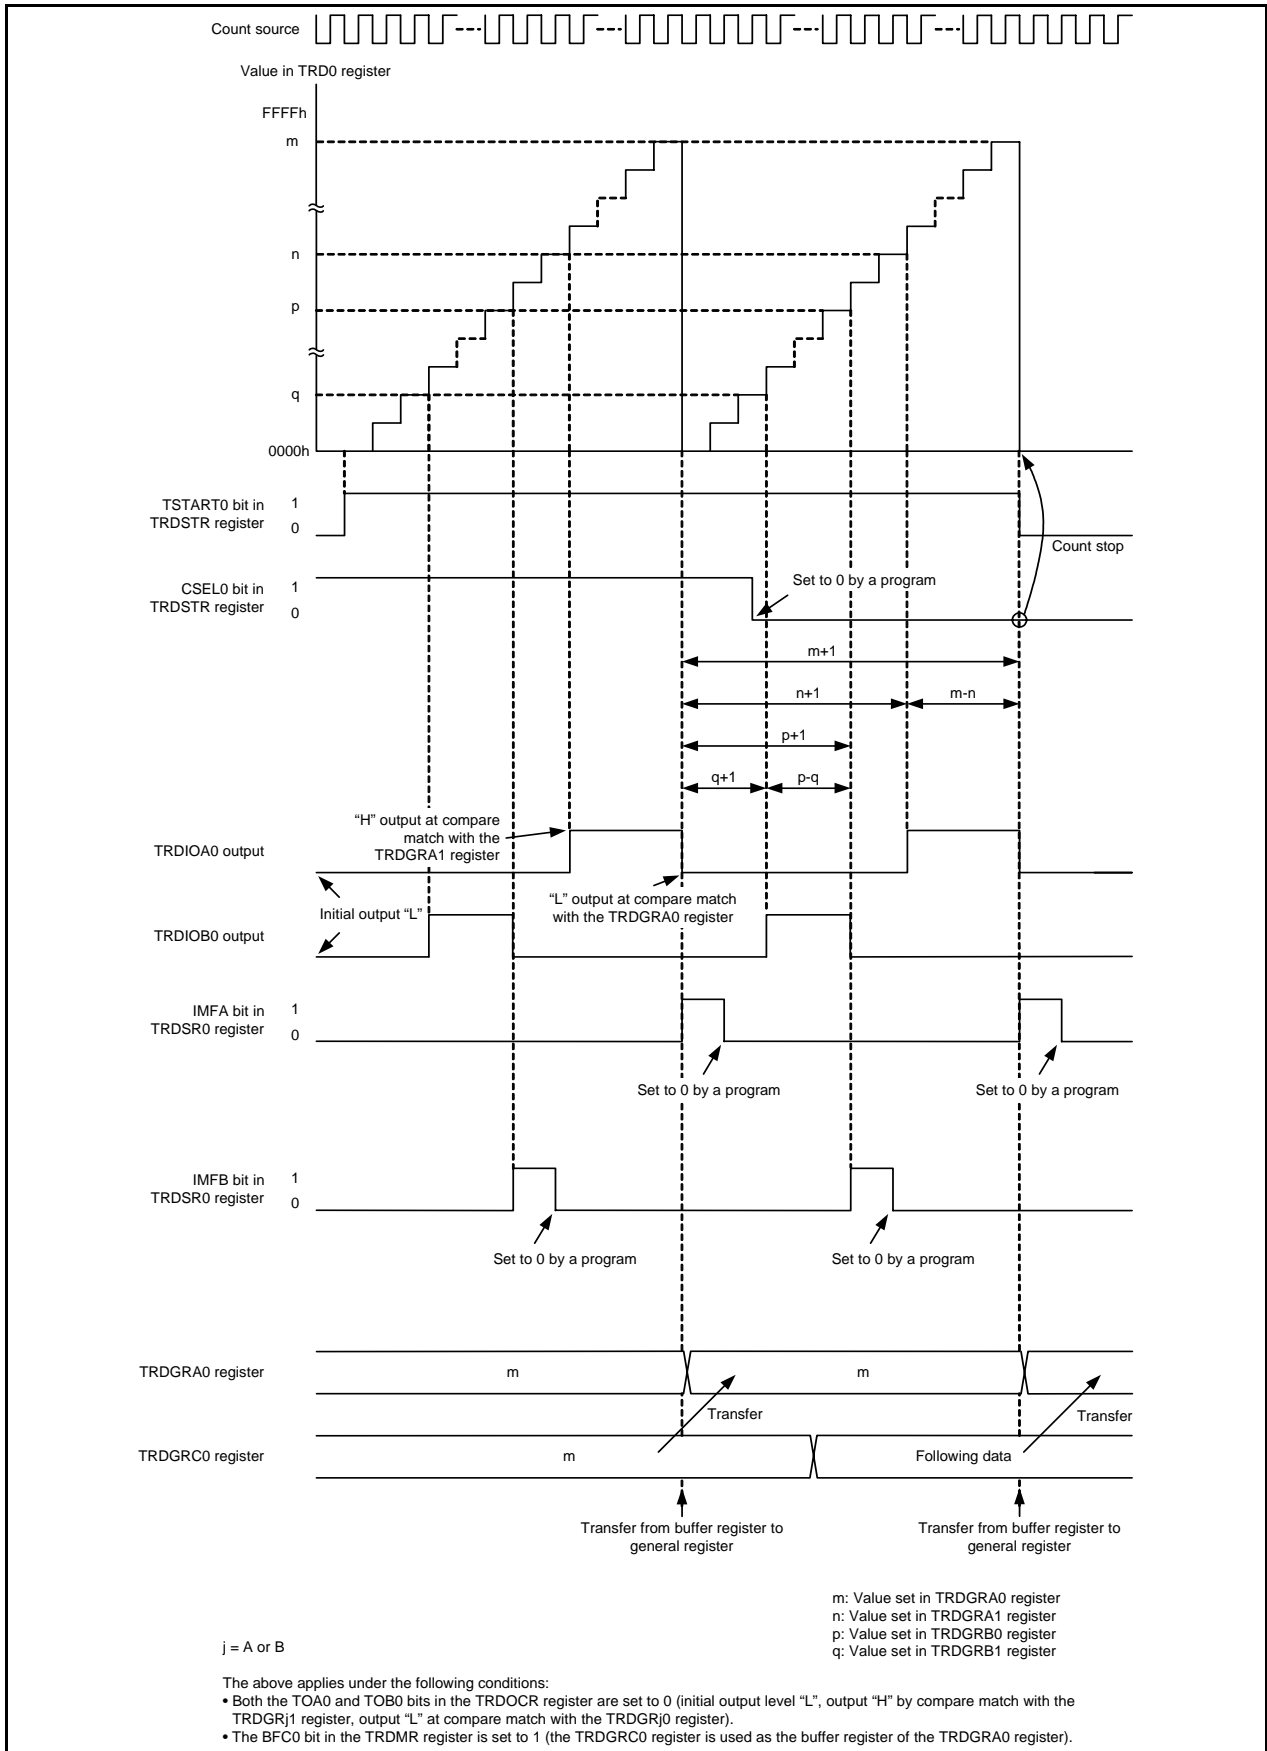 Count source
Value in TRD0 register
FFFFh
m
n
p
q
0000h
TSTART0 bit in
TRDSTR register
1
0
Count stop
CSEL0 bit in
TRDSTR register
1
0
Set to 0 by a program
m+1
n+1
m-n
p+1
q+1
p-q
“H” output at compare
match with the
TRDGRA1 register
TRDIOA0 output
“L” output at compare match
with the TRDGRA0 register
Initial output “L”
TRDIOB0 output
IMFA bit in
TRDSR0 register
1
0
Set to 0 by a program
Set to 0 by a program
IMFB bit in
TRDSR0 register
1
0
Set to 0 by a program
Set to 0 by a program
TRDGRA0 register
m
m
Transfer
Transfer
TRDGRC0 register
m
Following data
Transfer from buffer register to
general register
Transfer from buffer register to
general register
m: Value set in TRDGRA0 register
n: Value set in TRDGRA1 register
p: Value set in TRDGRB0 register
q: Value set in TRDGRB1 register
j = A or B
The above applies under the following conditions:
• Both the TOA0 and TOB0 bits in the TRDOCR register are set to 0 (initial output level “L”, output “H” by compare match with the
TRDGRj1 register, output “L” at compare match with the TRDGRj0 register).
• The BFC0 bit in the TRDMR register is set to 1 (the TRDGRC0 register is used as the buffer register of the TRDGRA0 register).